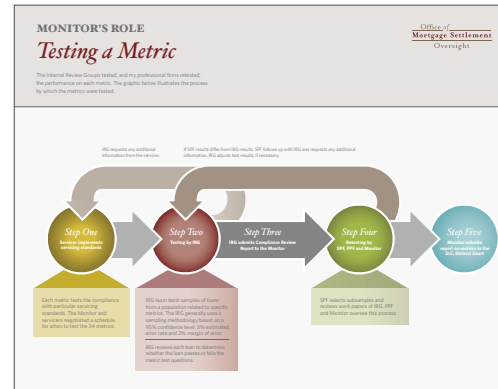 MONITOR'S ROLE
Testing a Metric
Office of
Mortgage Settlement
Oversight
The Internal Review Groups tested, and my professional firms retested,
the performance on each metric. The graphic below illustrates the process
by which the metrics were tested.
IRG requests any additional
information from the servicer.
If SPF results differ from IRG results, SPF follows up with IRG and requests any additional
information. IRG adjusts test results, if necessary.
Step One
Servicer implements
servicing standards
Step Two
Testing by IRG
Step Three
IRG submits Compliance Review
Report to the Monitor
Step Four
Retesting by
SPF, PPF and Monitor
Step Five
Monitor submits
report assertion to the
D.C. District Court
Each metric tests the compliance
with particular servicing
standards. The Monitor and
servicers negotiated a schedule
for when to test the 34 metrics.
IRG team tests samples of loans
from a population related to specific
metrics. The IRG generally uses a
sampling methodology based on a
95% confidence level, 5% estimated
error rate and 2% margin of error.
IRG reviews each loan to determine
whether the loan passes or fails the
metric test questions.
SPF selects subsamples and
reviews work papers of IRG. PPF
and Monitor oversee this process.